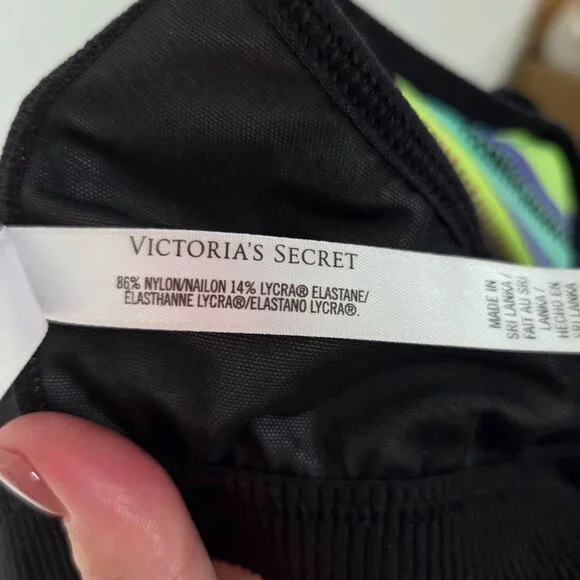 VICTORIA'S SECRET
86% NYLON/NAILON 14% LYCRA® ELASTANE/
ÉLASTHANNE LYCRA®/ELASTANO LYCRA®.
MADE IN
SRI LANKA /
FAIT AU SRI
LANKA /
HECHO EN